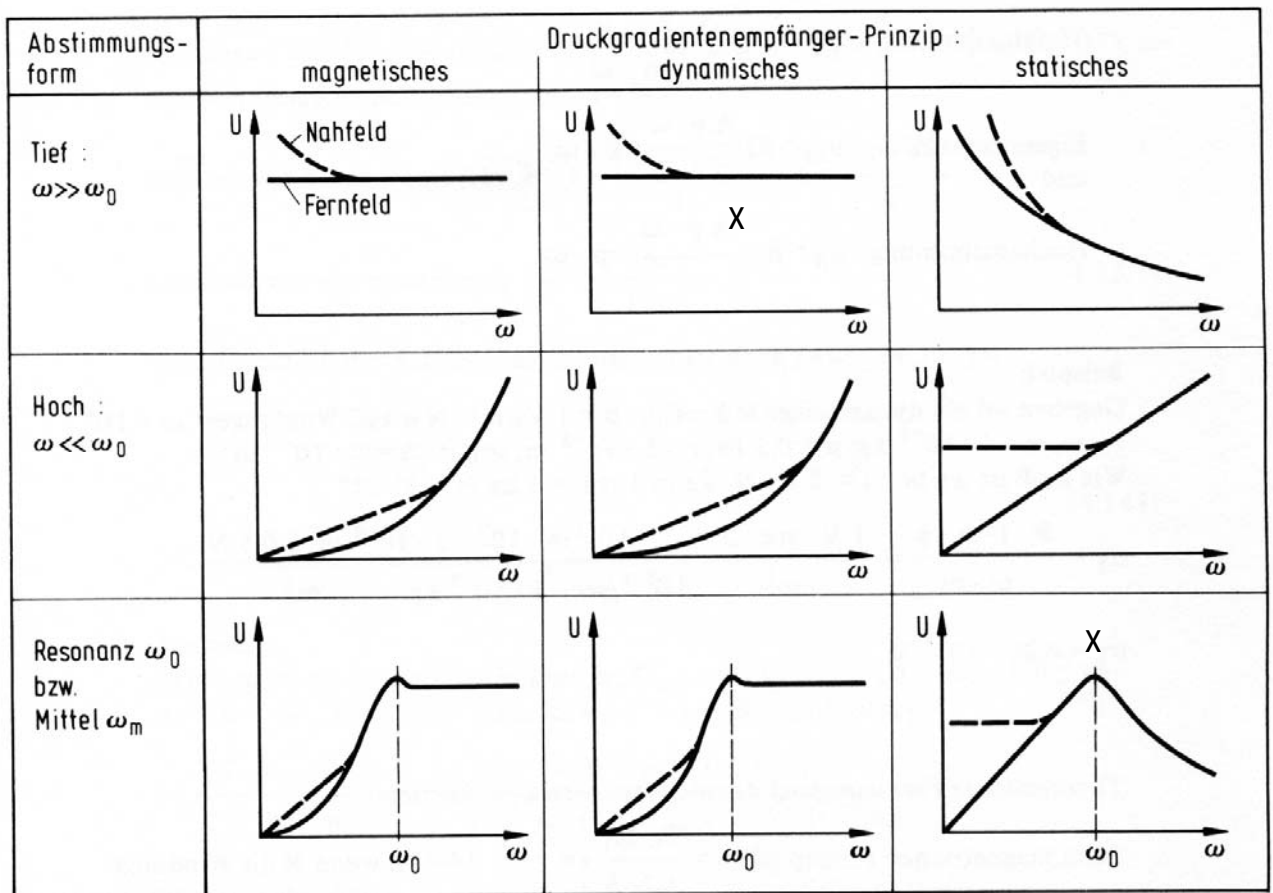 Abstimmungs-
form
Druckgradientenempfänger-Prinzip
magnetisches
dynamisches
statisches
Tief :
ω>>ω0
U
Nahfeld
Fernfeld
ω
U
X
ω
U
ω
Hoch :
ω<<ω0
U
ω
U
ω
U
ω
Resonanz ω0
bzw.
Mittel ωm
U
ω0
ω
U
ω0
ω
U
X
ω0
ω